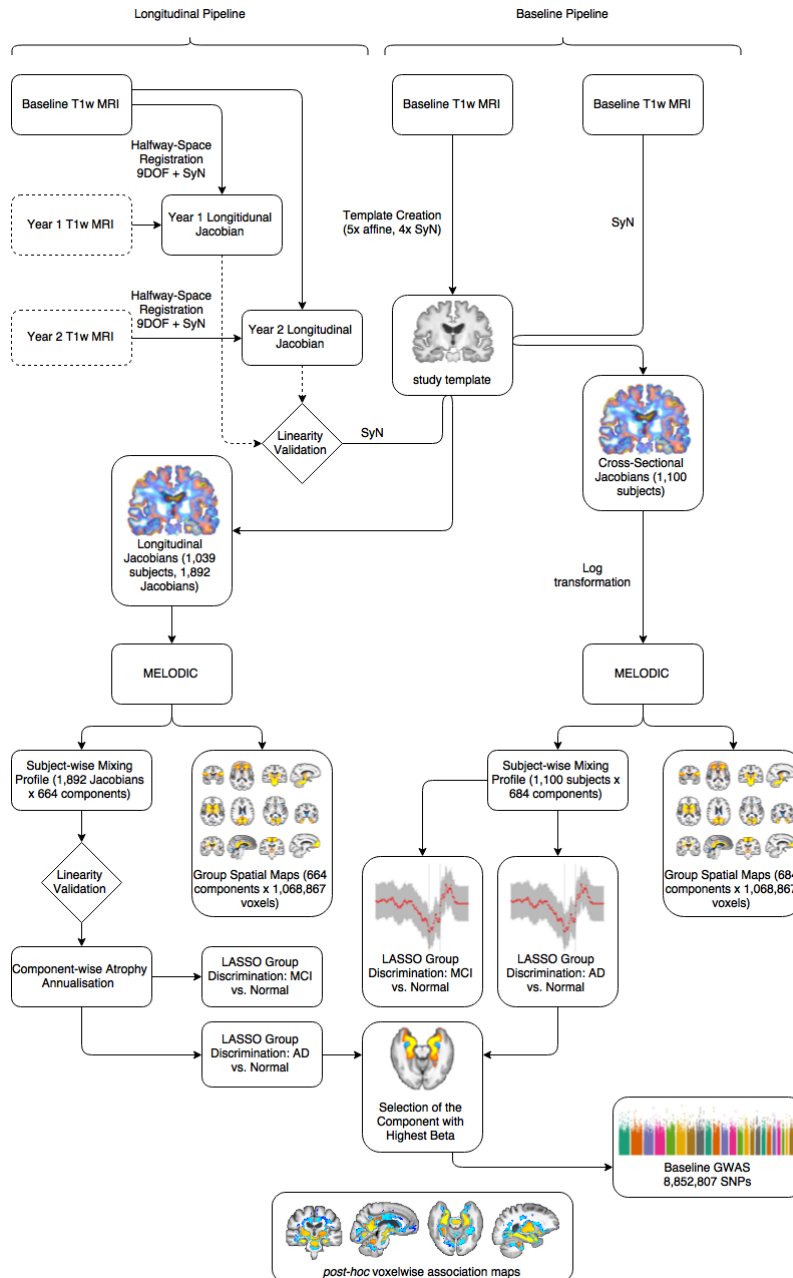 Longitudinal Pipeline
Baseline Pipeline
Baseline T1w MRI
Baseline T1w MRI
Baseline T1w MRI
Halfway-Space
Registration
9DOF + SyN
Year 1 T1w MRI
Year 1 Longitidunal
Jacobian
Template Creation
(5x affine, 4x SyN)
SyN
Halfway-Space
Registration
9DOF + SyN
Year 2 T1w MRI
Year 2 Longitudinal
Jacobian
study template
Linearity
Validation
SyN
Cross-Sectional
Jacobians (1,100
subjects)
Longitudinal
Jacobians (1,039
subjects, 1,892
Jacobians)
Log
transformation
MELODIC
MELODIC
Subject-wise Mixing
Profile (1,892 Jacobians
x 664 components)
Group Spatial Maps (664
components x 1,068,867
voxels)
Subject-wise Mixing
Profile (1,100 subjects x
684 components)
Group Spatial Maps (684
components x 1,068,867
voxels)
Linearity
Validation
LASSO Group
Discrimination: MCI
vs. Normal
LASSO Group
Discrimination: AD
vs. Normal
Component-wise Atrophy
Annualisation
LASSO Group
Discrimination: MCI
vs. Normal
LASSO Group
Discrimination: AD
vs. Normal
Selection of the
Component with
Highest Beta
Baseline GWAS
8,852,807 SNPs
post-hoc voxelwise association maps